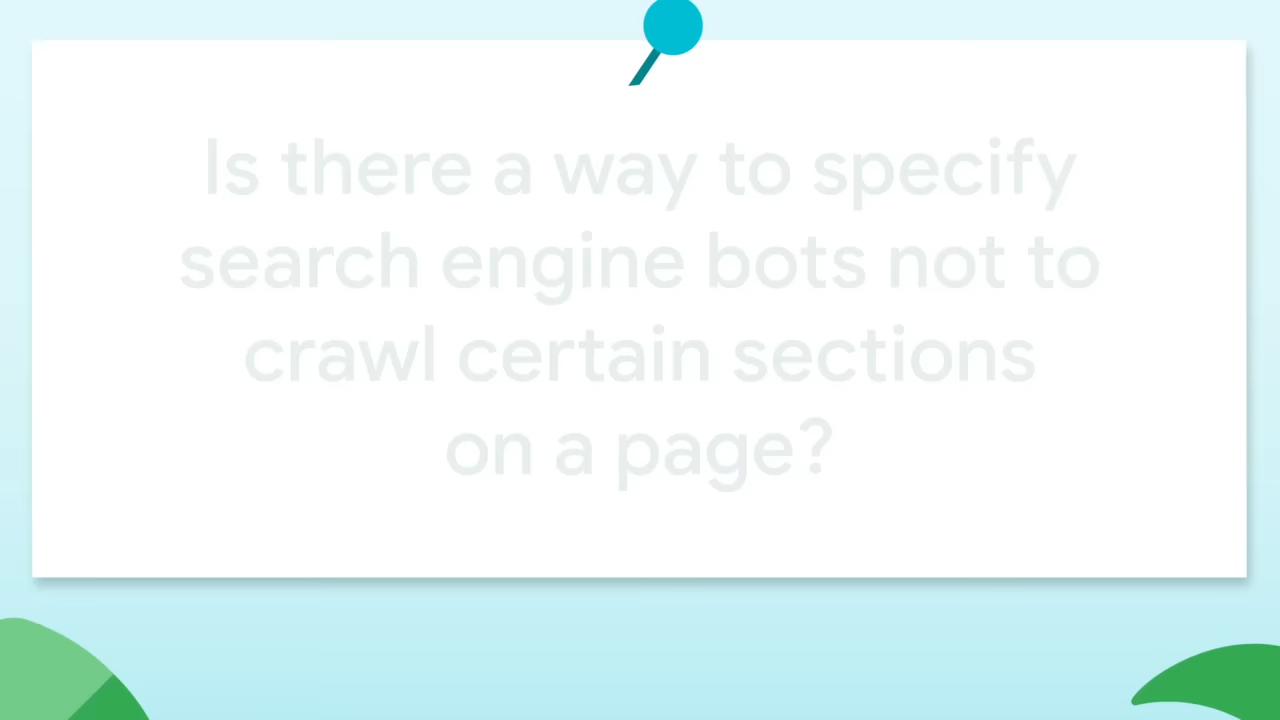 Is there a way to specify
search engine bots not to
crawl certain sections
on a page?